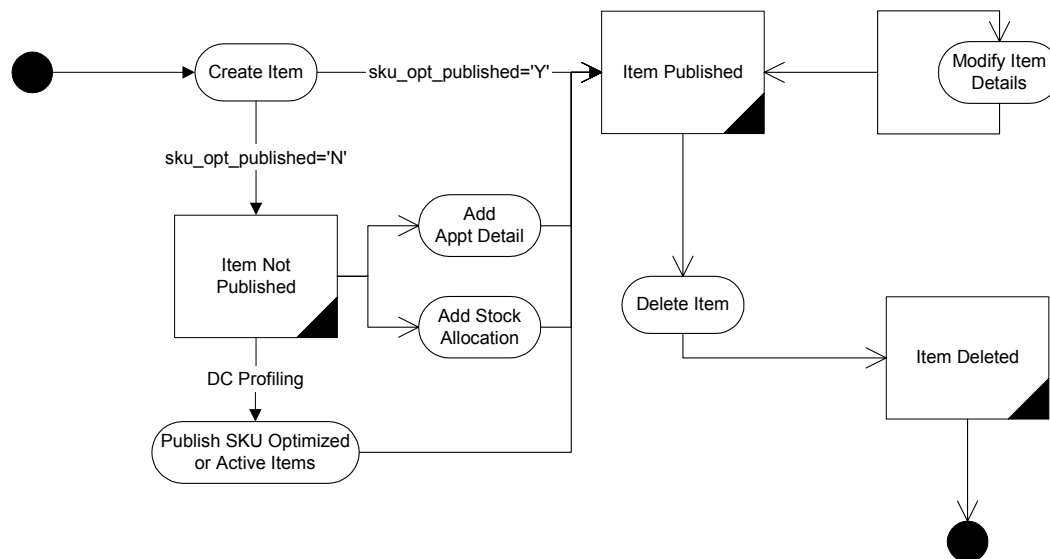 Create Item
sku_opt_published='Y'
Item Published
Modify Item
Details
sku_opt_published='N'
Item Not
Published
Add
Appt Detail
Add Stock
Allocation
Delete Item
Item Deleted
DC Profiling
Publish SKU Optimized
or Active Items